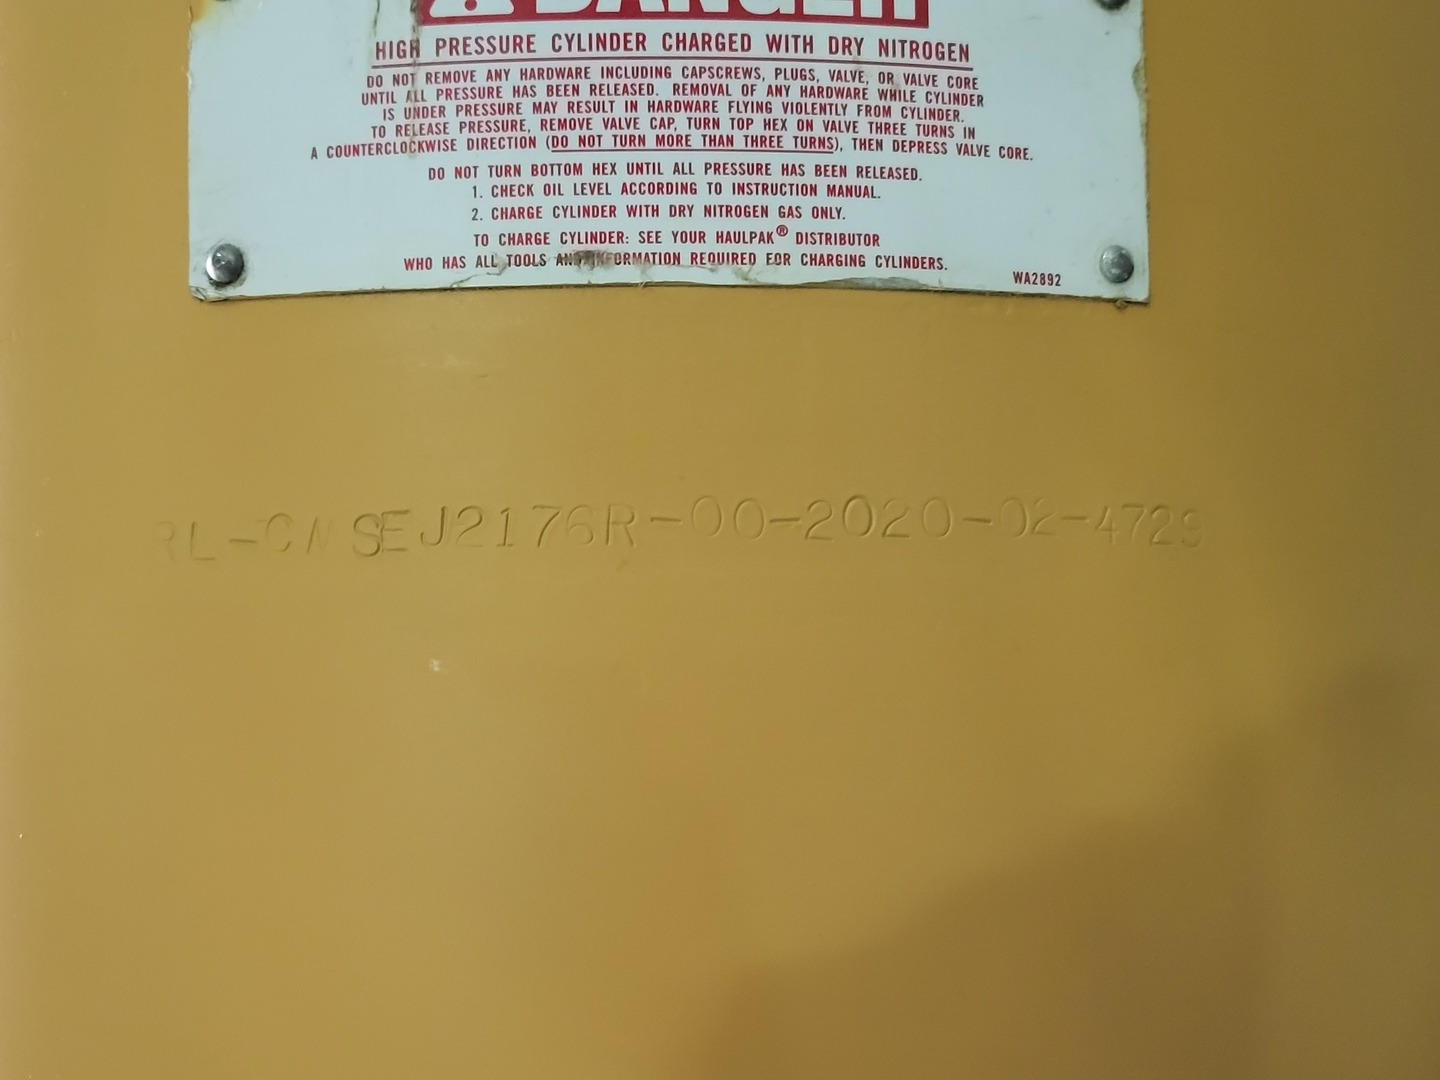 DANGER
HIGH PRESSURE CYLINDER CHARGED WITH DRY NITROGEN
DO NOT REMOVE ANY HARDWARE INCLUDING CAPSCREWS, PLUGS, VALVE, OR VALVE CORE
UNTIL ALL PRESSURE HAS BEEN RELEASED. REMOVAL OF ANY HARDWARE WHILE CYLINDER
IS UNDER PRESSURE MAY RESULT IN HARDWARE FLYING VIOLENTLY FROM CYLINDER.
TO RELEASE PRESSURE, REMOVE VALVE CAP, TURN TOP HEX ON VALVE THREE TURNS IN
A COUNTERCLOCKWISE DIRECTION (DO NOT TURN MORE THAN THREE TURNS), THEN DEPRESS VALVE CORE.
DO NOT TURN BOTTOM HEX UNTIL ALL PRESSURE HAS BEEN RELEASED.
1. CHECK OIL LEVEL ACCORDING TO INSTRUCTION MANUAL.
2. CHARGE CYLINDER WITH DRY NITROGEN GAS ONLY.
TO CHARGE CYLINDER: SEE YOUR HAULPAK® DISTRIBUTOR
WHO HAS ALL TOOLS AND INFORMATION REQUIRED FOR CHARGING CYLINDERS.
WA2892
SEJ2176R-00-2020-02-4729